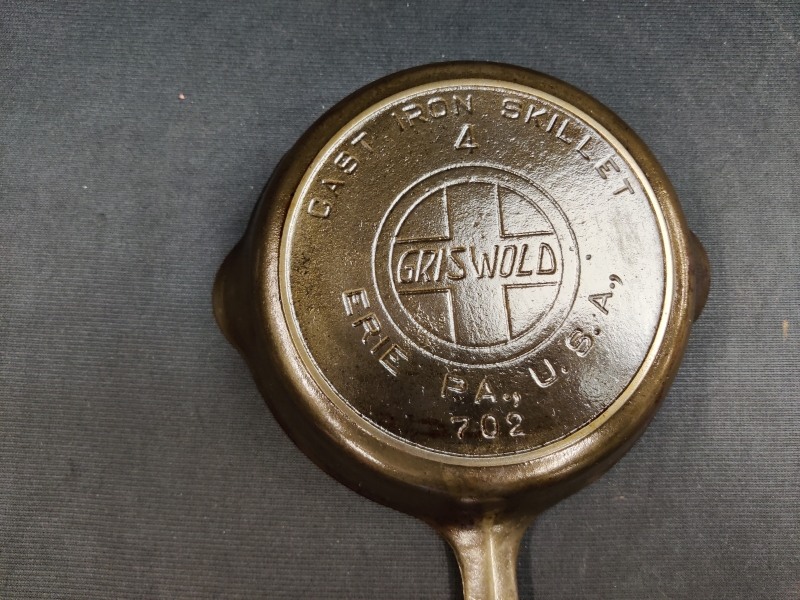 CAST IRON SKILLET
4
GRISWOLD
ERIE PA., U.S.A.,
702